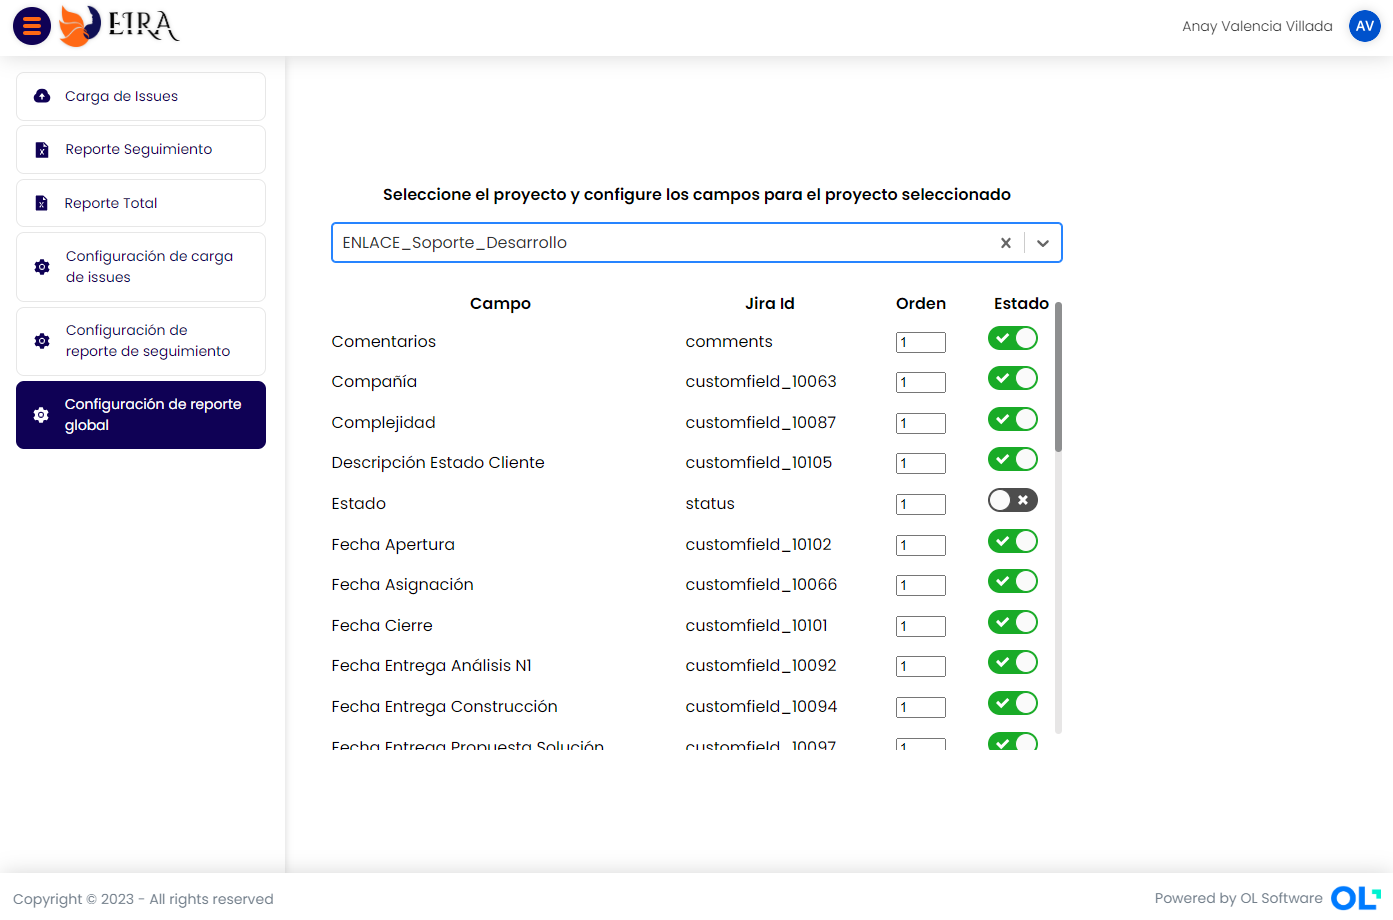 EIRA
Anay Valencia Villada
AV
Carga de Issues
Reporte Seguimiento
Reporte Total
Configuración de carga
de issues
Configuración de
reporte de seguimiento
Configuración de reporte
global
Seleccione el proyecto y configure los campos para el proyecto seleccionado
ENLACE_Soporte_Desarrollo
Campo Jira Id Orden Estado
Comentarios comments 1
Compañía customfield_10063 1
Complejidad customfield_10087 1
Descripción Estado Cliente customfield_10105 1
Estado status 1
Fecha Apertura customfield_10102 1
Fecha Asignación customfield_10066 1
Fecha Cierre customfield_10101 1
Fecha Entrega Análisis N1 customfield_10092 1
Fecha Entrega Construcción customfield_10094 1
Fecha Entrega Propuesta Solución customfield_10097 1
Copyright © 2023 - All rights reserved
Powered by OL Software
OL